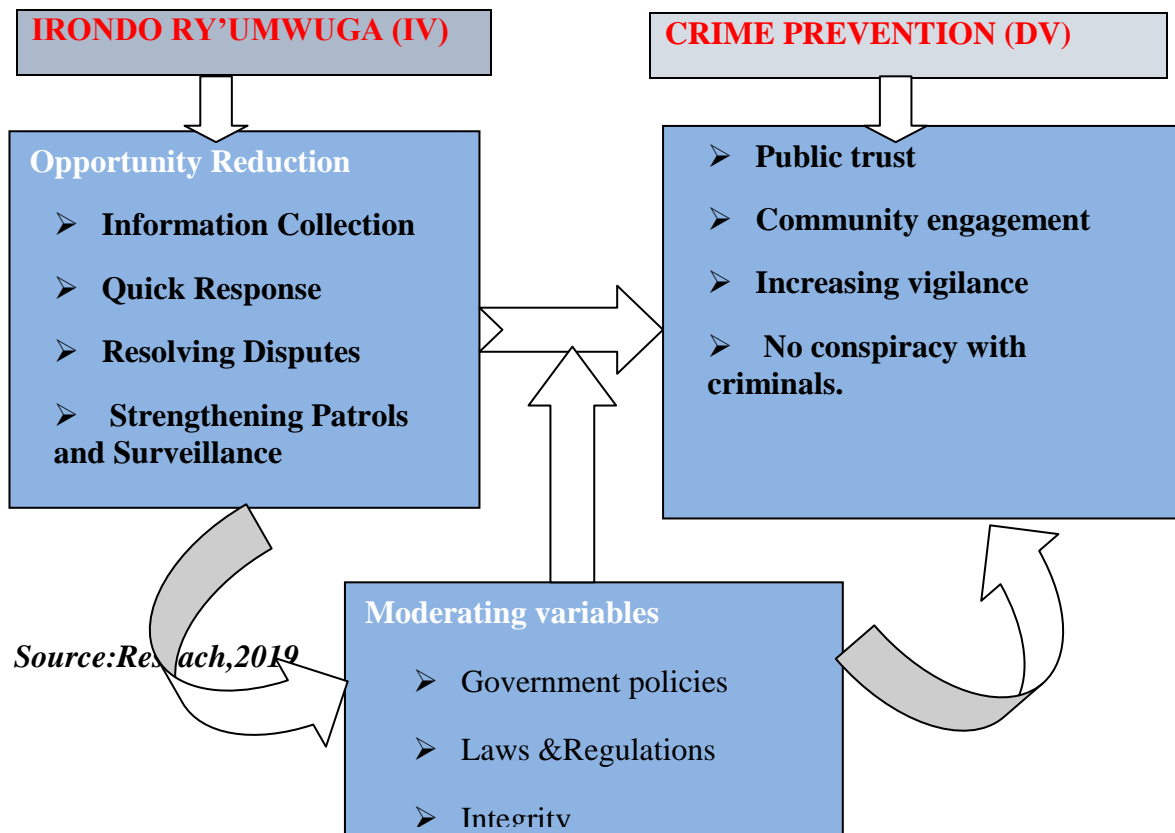 IRONDO RY’UMWUGA (IV)
CRIME PREVENTION (DV)
Opportunity Reduction
➢ Information Collection
➢ Quick Response
➢ Resolving Disputes
➢ Strengthening Patrols
and Surveillance
➢ Public trust
➢ Community engagement
➢ Increasing vigilance
➢ No conspiracy with
criminals.
Moderating variables
➢ Government policies
➢ Laws &Regulations
➢ Integrity
,2019